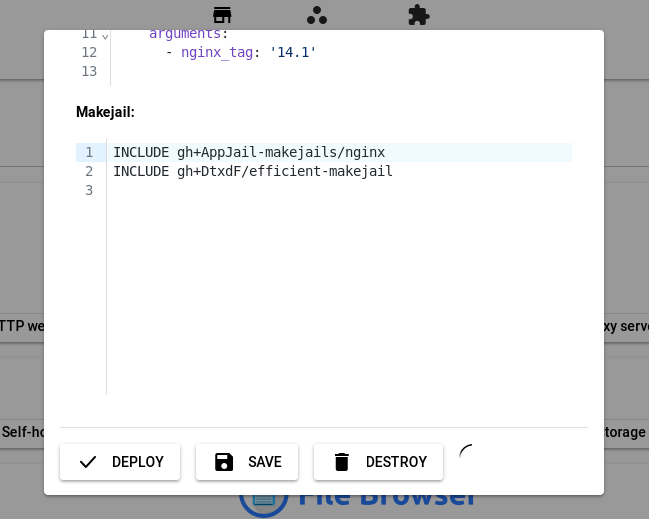 11 arguments:
12 - nginx_tag: '14.1'
13
Makejail:
1 INCLUDE gh+AppJail-makejails/nginx
2 INCLUDE gh+DtxdF/efficient-makejail
3
TTP we
xy serve
Self-ho
torage
DEPLOY SAVE DESTROY
File Browser